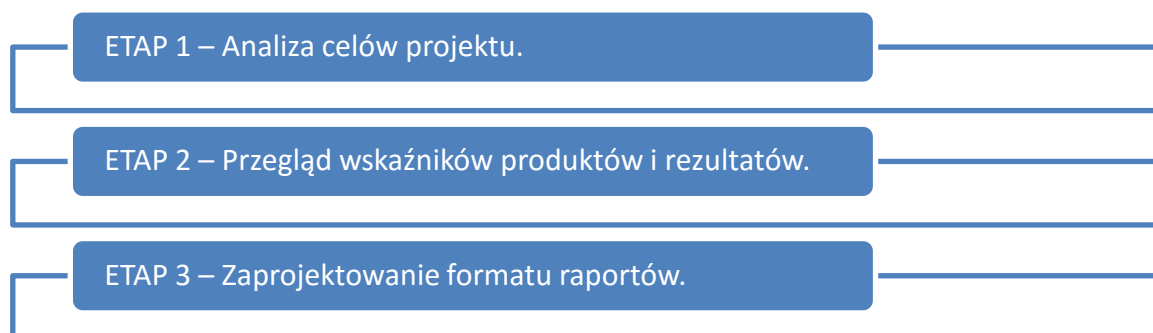 ETAP 1 – Analiza celów projektu.
ETAP 2 – Przegląd wskaźników produktów i rezultatów.
ETAP 3 – Zaprojektowanie formatu raportów.